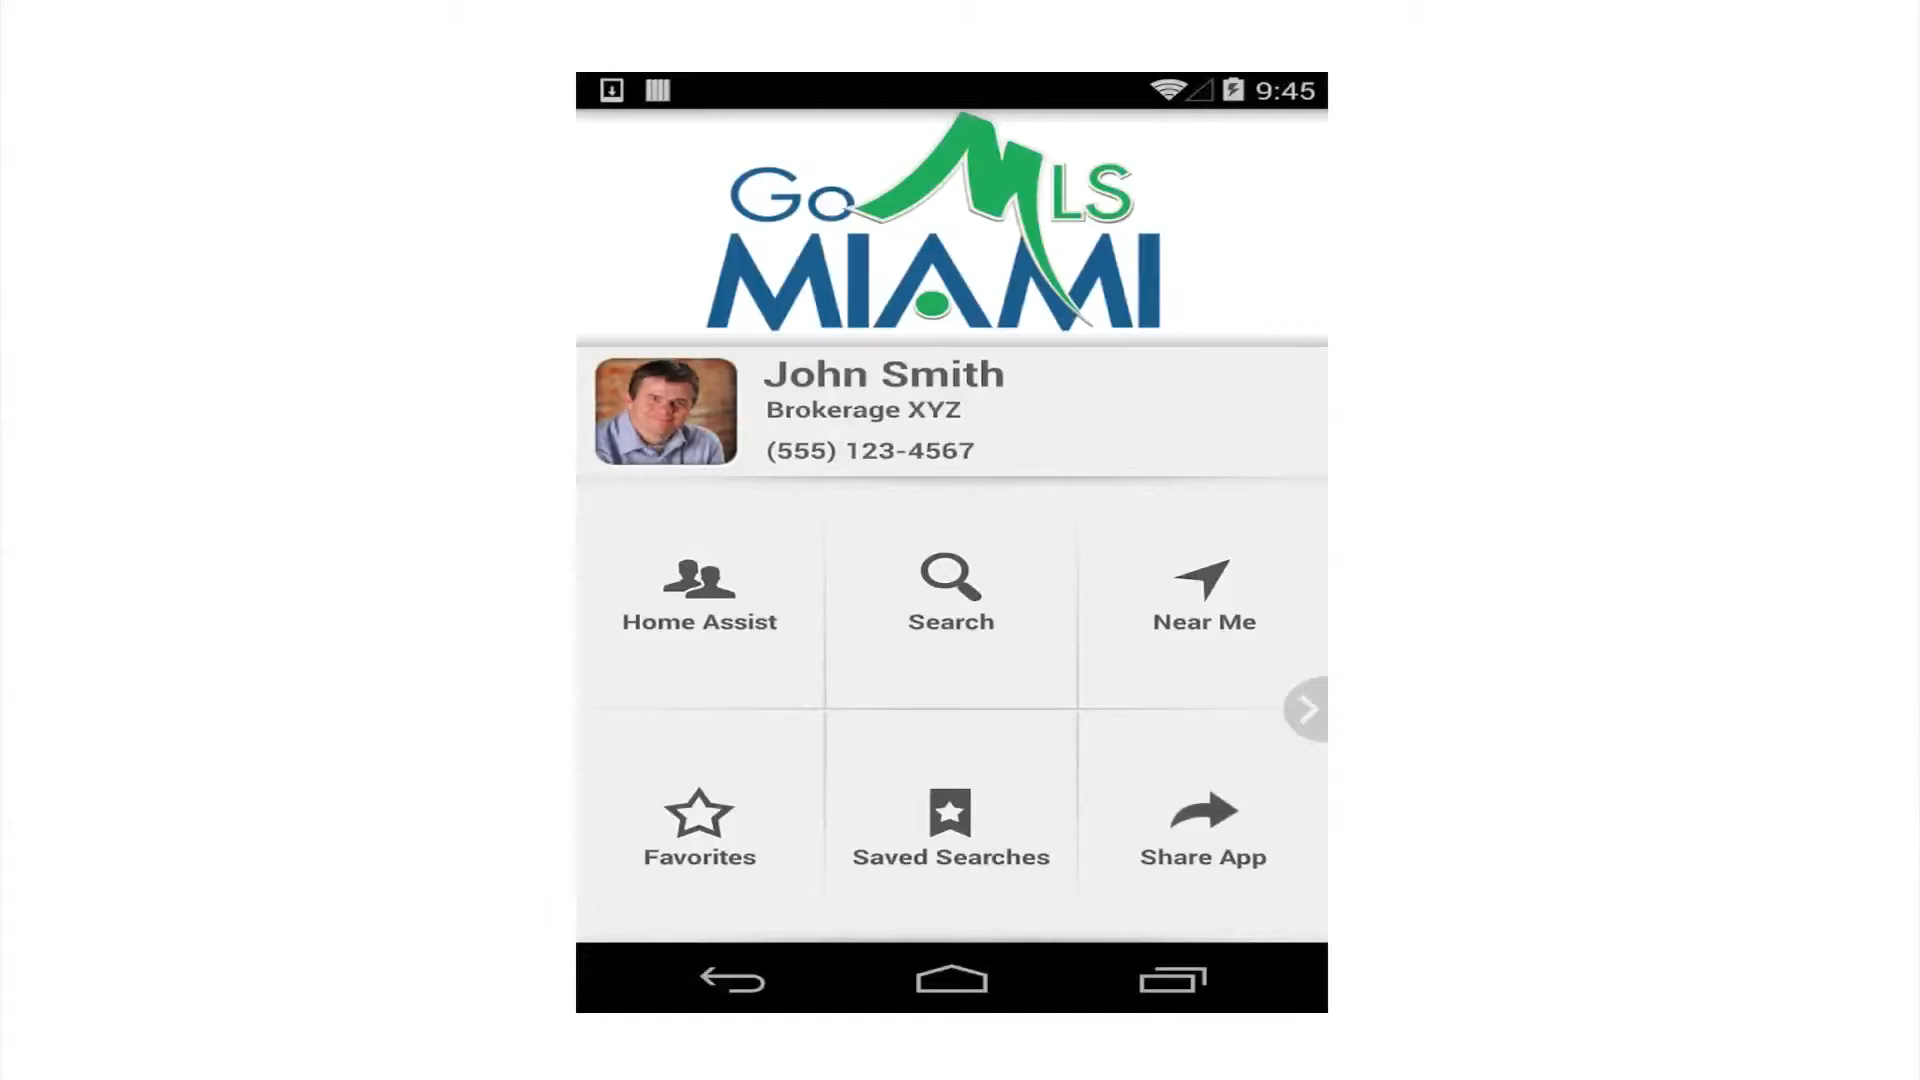 9:45
Go MLS
MIAMI
John Smith
Brokerage XYZ
(555) 123-4567
Home Assist
Search
Near Me
Favorites
Saved Searches
Share App